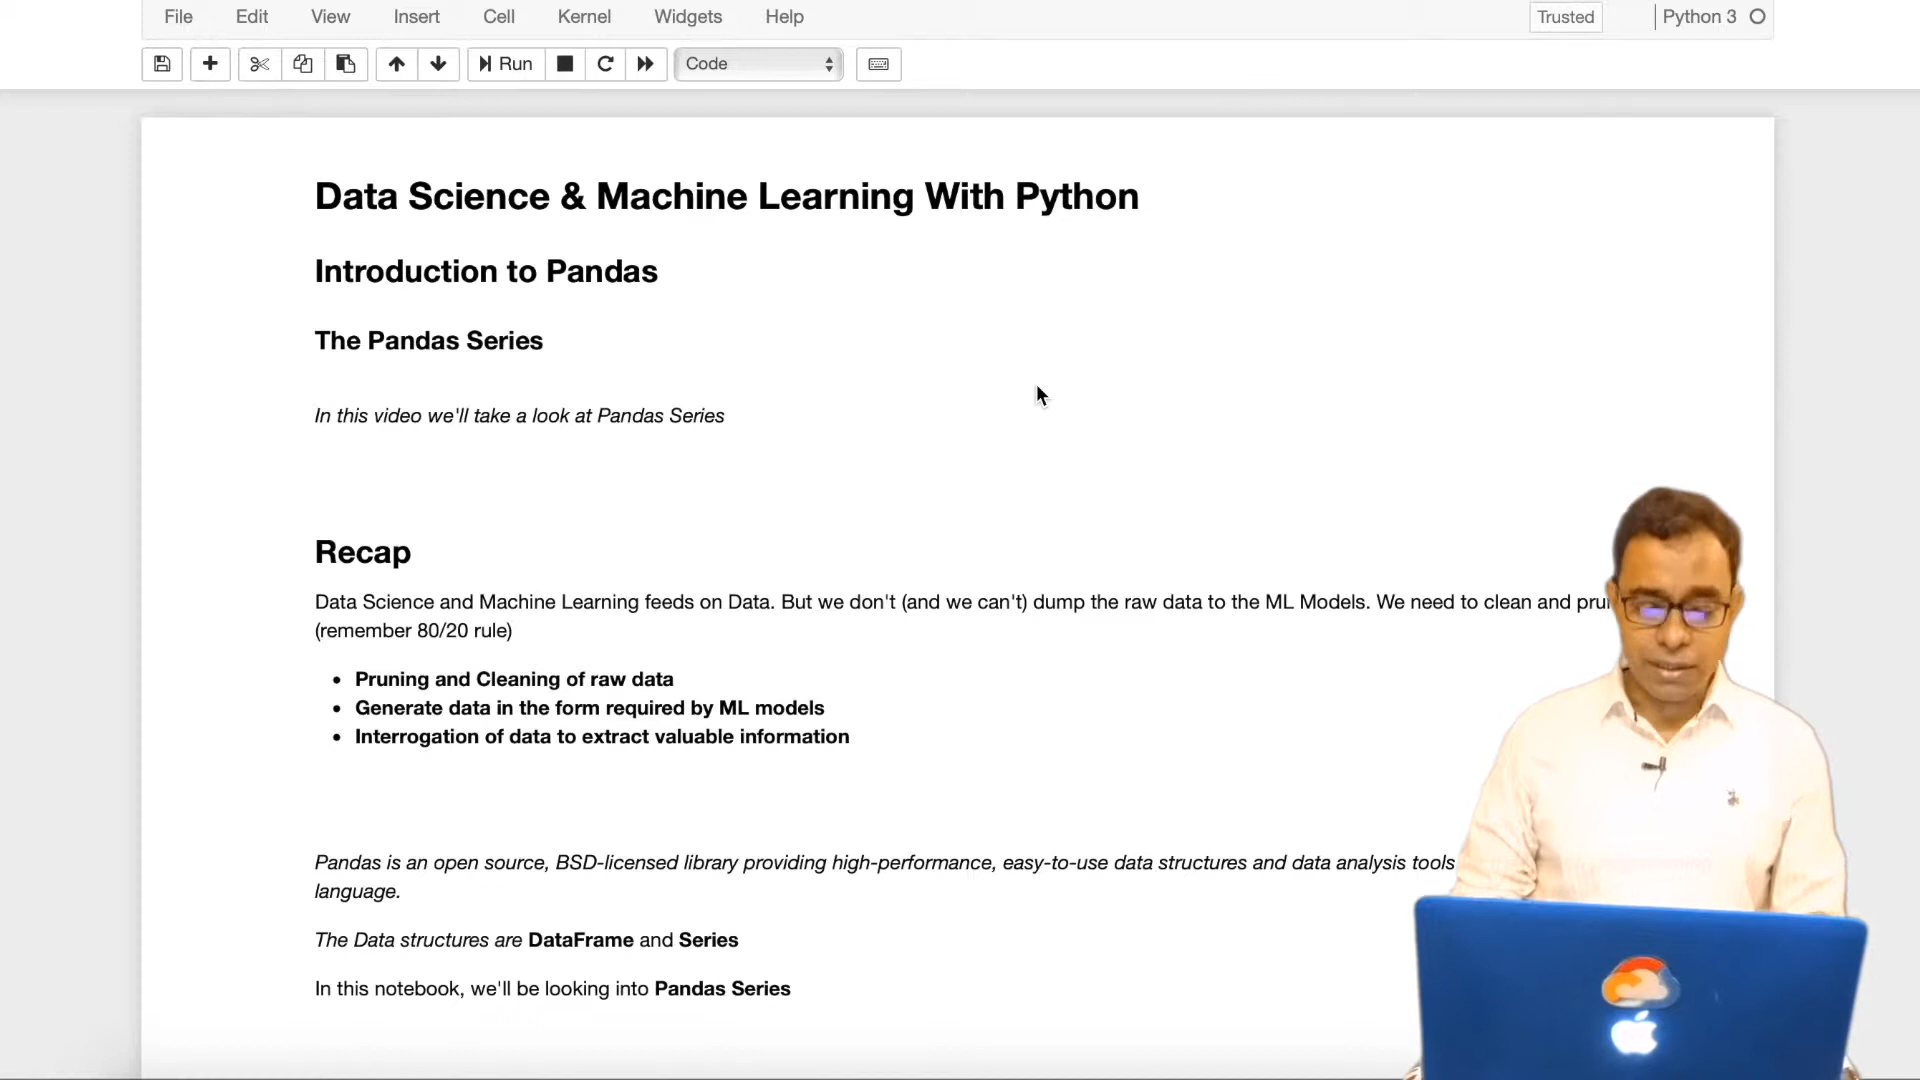 File Edit View Insert Cell Kernel Widgets Help Trusted Python 3
Run Code
Data Science & Machine Learning With Python
Introduction to Pandas
The Pandas Series
In this video we'll take a look at Pandas Series
Recap
Data Science and Machine Learning feeds on Data. But we don't (and we can't) dump the raw data to the ML Models. We need to clean and
(remember 80/20 rule)
• Pruning and Cleaning of raw data
• Generate data in the form required by ML models
• Interrogation of data to extract valuable information
Pandas is an open source, BSD-licensed library providing high-performance, easy-to-use data structures and data analysis tools
language.
The Data structures are DataFrame and Series
In this notebook, we'll be looking into Pandas Series